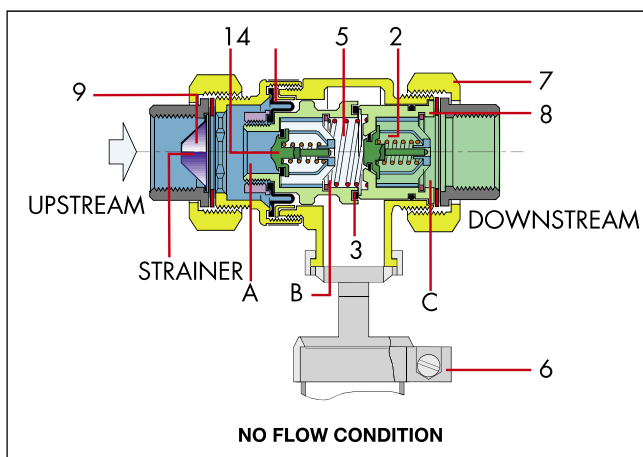 14 5 2
9 7
8
UPSTREAM
DOWNSTREAM
STRAINER
3
A B C
6
NO FLOW CONDITION